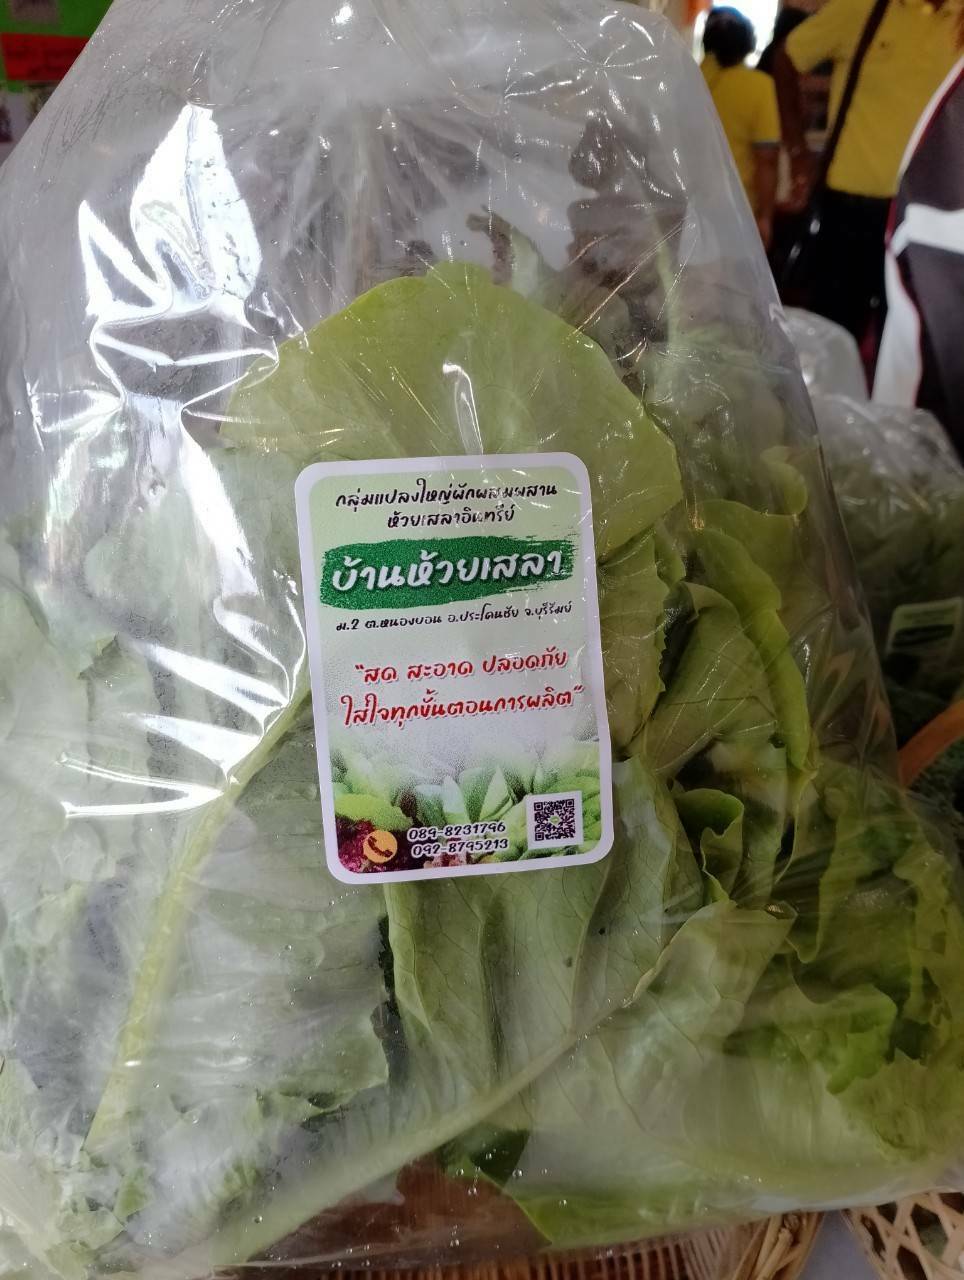 กลุ่มแปลงใหญ่ผักผสมผสาน
ห้วยเสลาอินทรีย์
บ้านห้วยเสลา
ม.2 ต.หนองบอน อ.ประโคนชัย จ.บุรีรัมย์
"สด สะอาด ปลอดภัย
ใส่ใจทุกขั้นตอนการผลิต"
089-8231796
092-8795213